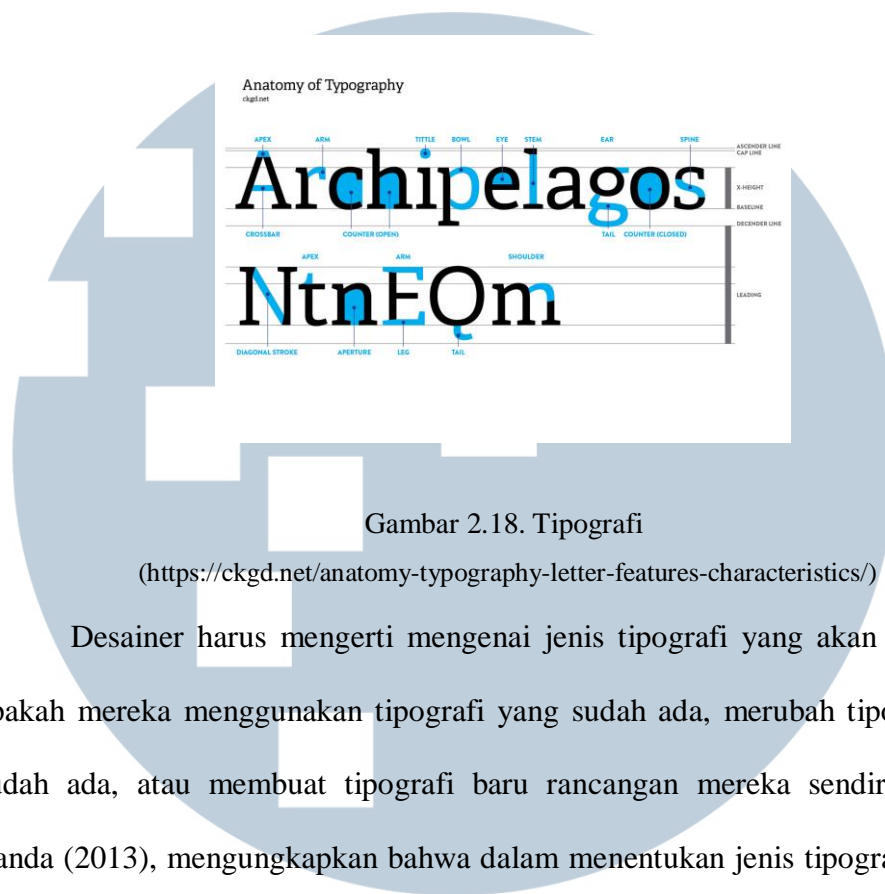 Anatomy of Typography
ckgd.net
APEX ARM TITTLE BOWL EYE STEM EAR SPINE
ASCENDER LINE
CAP LINE
Archipelagos
X-HEIGHT
BASELINE
DECENDER LINE
CROSSBAR COUNTER (OPEN) TAIL COUNTER (CLOSED)
APEX ARM SHOULDER
NtnEQm
LEADING
DIAGONAL STROKE APERTURE LEG TAIL
Gambar 2.18. Tipografi
(https://ckgd.net/anatomy-typography-letter-features-characteristics/)
Desainer harus mengerti mengenai jenis tipografi yang akan
pakah mereka menggunakan tipografi yang sudah ada, merubah tipo
udah ada, atau membuat tipografi baru rancangan mereka sendir
anda (2013), mengungkapkan bahwa dalam menentukan jenis tipogra